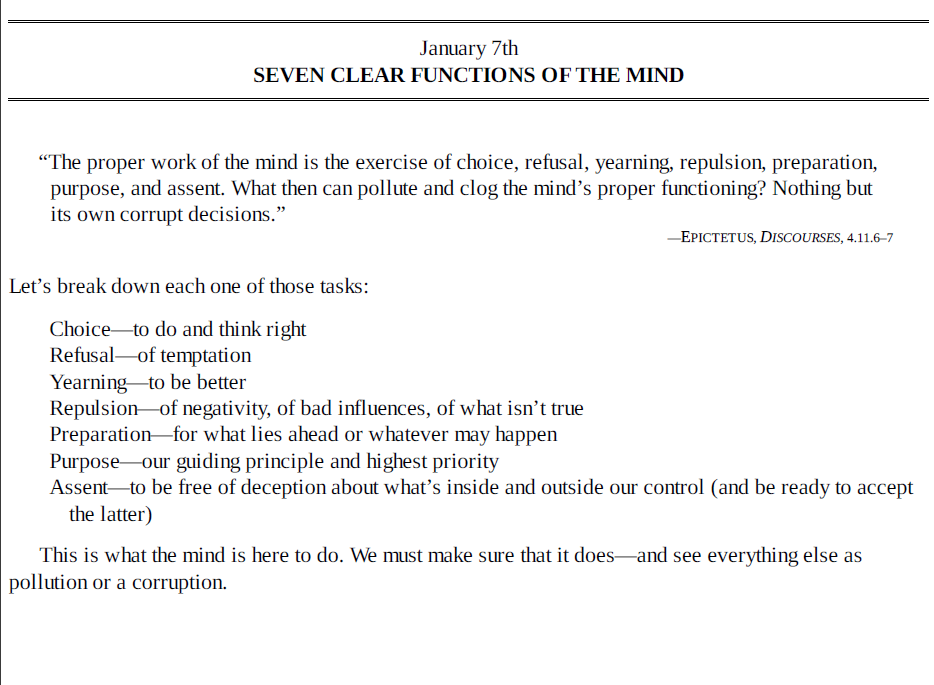 January 7th
SEVEN CLEAR FUNCTIONS OF THE MIND
“The proper work of the mind is the exercise of choice, refusal, yearning, repulsion, preparation,
purpose, and assent. What then can pollute and clog the mind’s proper functioning? Nothing but
its own corrupt decisions.”
—EPICTETUS, DISCOURSES, 4.11.6–7
Let’s break down each one of those tasks:
Choice—to do and think right
Refusal—of temptation
Yearning—to be better
Repulsion—of negativity, of bad influences, of what isn’t true
Preparation—for what lies ahead or whatever may happen
Purpose—our guiding principle and highest priority
Assent—to be free of deception about what’s inside and outside our control (and be ready to accept
the latter)
This is what the mind is here to do. We must make sure that it does—and see everything else as
pollution or a corruption.